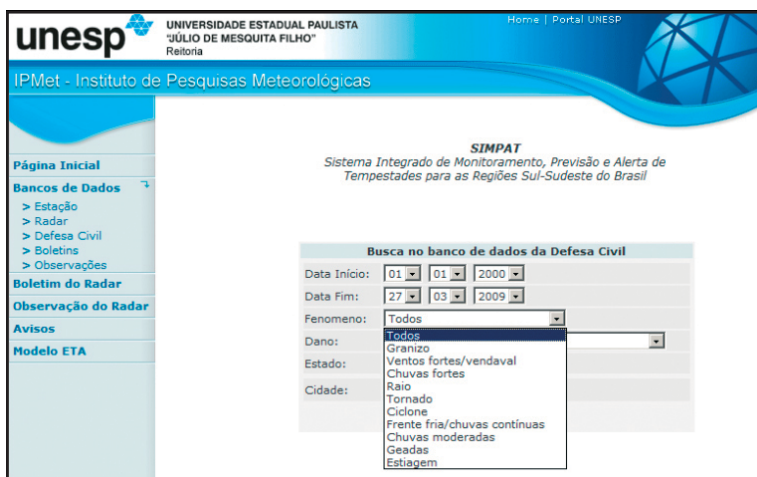 unesp
UNIVERSIDADE ESTADUAL PAULISTA
"JÚLIO DE MESQUITA FILHO"
Reitoria
Home | Portal UNESP
IPMet - Instituto de Pesquisas Meteorológicas
Página Inicial
Bancos de Dados
> Estação
> Radar
> Defesa Civil
> Boletins
> Observações
Boletim do Radar
Observação do Radar
Avisos
Modelo ETA
SIMPAT
Sistema Integrado de Monitoramento, Previsão e Alerta de
Tempestades para as Regiões Sul-Sudeste do Brasil
Busca no banco de dados da Defesa Civil
Data Início: 01 01 2000
Data Fim: 27 03 2009
Fenomeno: Todos
Dano:
Estado:
Cidade:
Todos
Granizo
Ventos fortes/vendaval
Chuvas fortes
Raio
Tornado
Ciclone
Frente fria/chuvas contínuas
Chuvas moderadas
Geadas
Estiagem